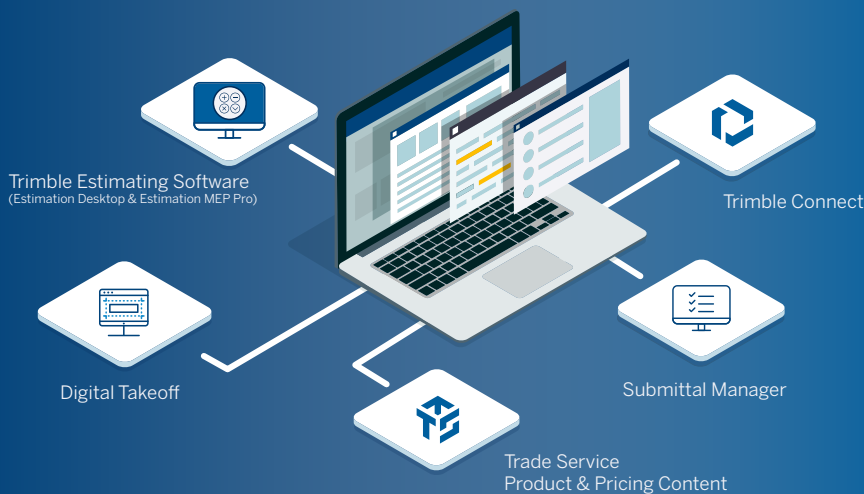 Trimble Estimating Software
(Estimation Desktop & Estimation MEP Pro)
Trimble Connect
Digital Takeoff
Submittal Manager
TS
Trade Service
Product & Pricing Content